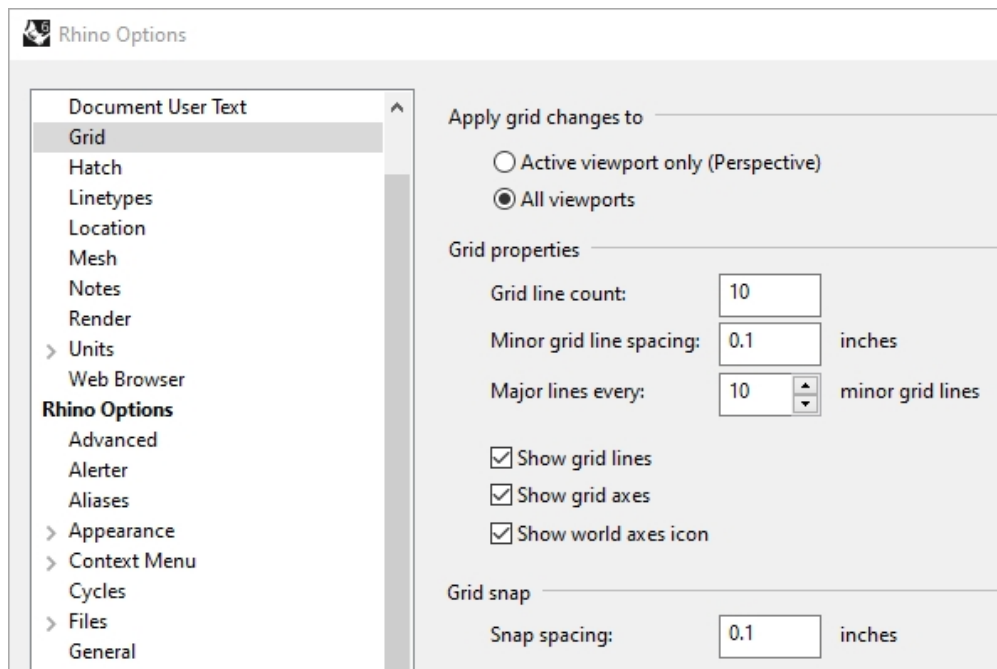 Rhino Options
Document User Text
Grid
Hatch
Linetypes
Location
Mesh
Notes
Render
Units
Web Browser
Rhino Options
Advanced
Alerter
Aliases
Appearance
Context Menu
Cycles
Files
General
Apply grid changes to
Active viewport only (Perspective)
All viewports
Grid properties
Grid line count: 10
Minor grid line spacing: 0.1 inches
Major lines every: 10 minor grid lines
Show grid lines
Show grid axes
Show world axes icon
Grid snap
Snap spacing: 0.1 inches